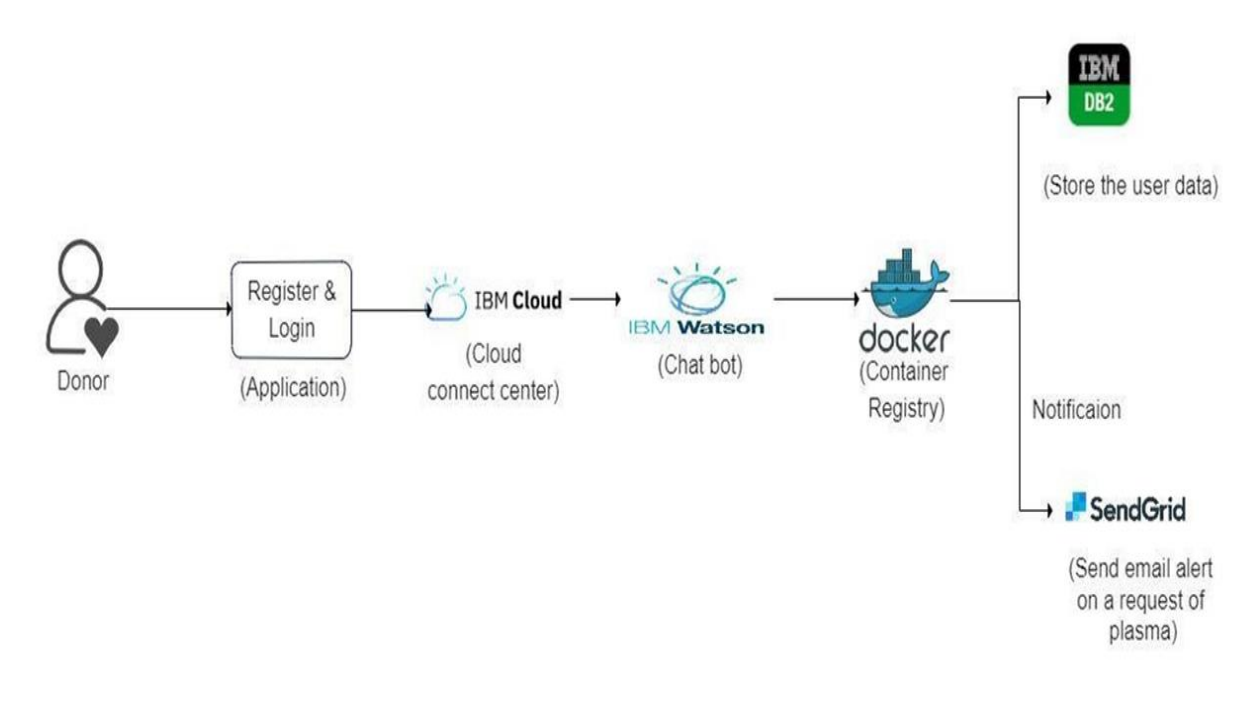 Donor
Register &
Login
(Application)
IBM Cloud
(Cloud
connect center)
IBM Watson
(Chat bot)
docker
(Container
Registry)
IBM
DB2
(Store the user data)
Notificaion
SendGrid
(Send email alert
on a request of
plasma)